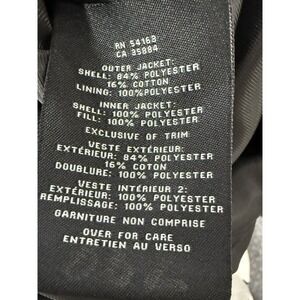 RN 54163
CA 35884
OUTER JACKET:
SHELL: 84% POLYESTER
16% COTTON
LINING: 100%POLYESTER
INNER JACKET:
SHELL: 100% POLYESTER
FILL: 100% POLYESTER
EXCLUSIVE OF TRIM
VESTE EXTÉRIEUR:
EXTÉRIEUR: 84% POLYESTER
16% COTON
DOUBLURE: 100% POLYESTER
VESTE INTÉRIEUR 2:
EXTÉRIEUR: 100% POLYESTER
REMPLISSAGE: 100% POLYESTER
GARNITURE NON COMPRISE
OVER FOR CARE
ENTRETIEN AU VERSO